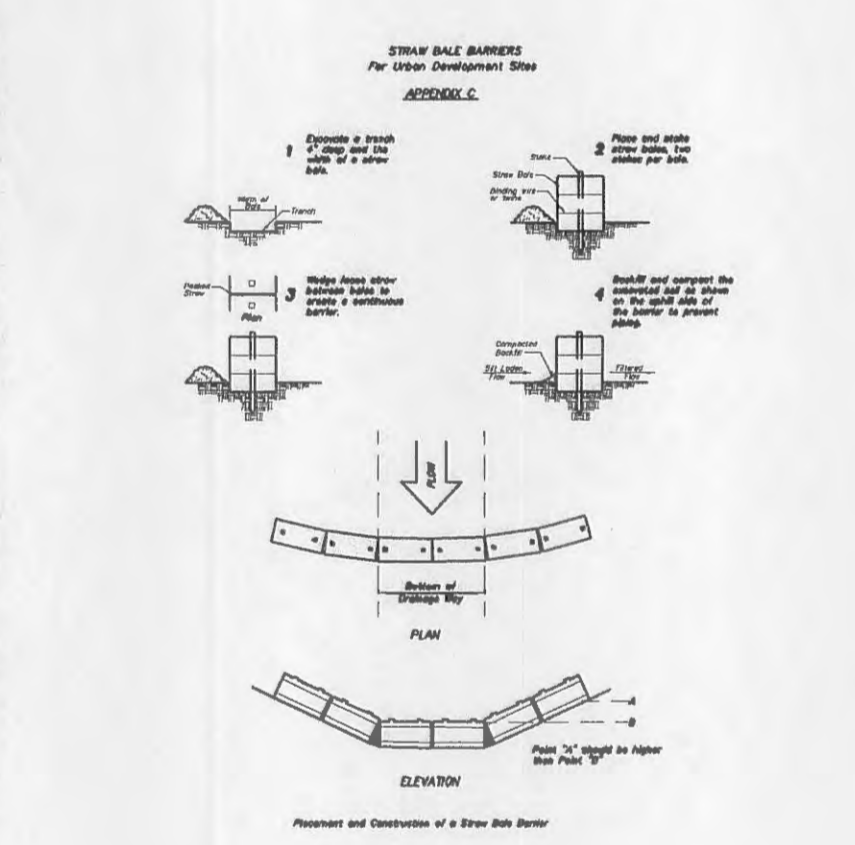 STRAW BALE BARRIERS
For Urban Development Sites
APPENDIX C
1
Excavate a trench
4" deep and the
width of a straw
bale.
Width of
Bale
Trench
2
Place and stake
straw bales, two
stakes per bale.
Stake
Straw Bale
Binding wire
or twine
Packed
Straw
Plan
3
Wedge loose straw
between bales to
create a continuous
barrier.
4
Backfill and compact the
excavated soil as shown
on the uphill side of
the barrier to prevent
piping.
Compacted
Backfill
Silt Laden
Flow
Filtered
Flow
FLOW
Bottom of
Drainage Way
PLAN
A
B
Point "A" should be higher
than Point "B"
ELEVATION
Placement and Construction of a Straw Bale Barrier